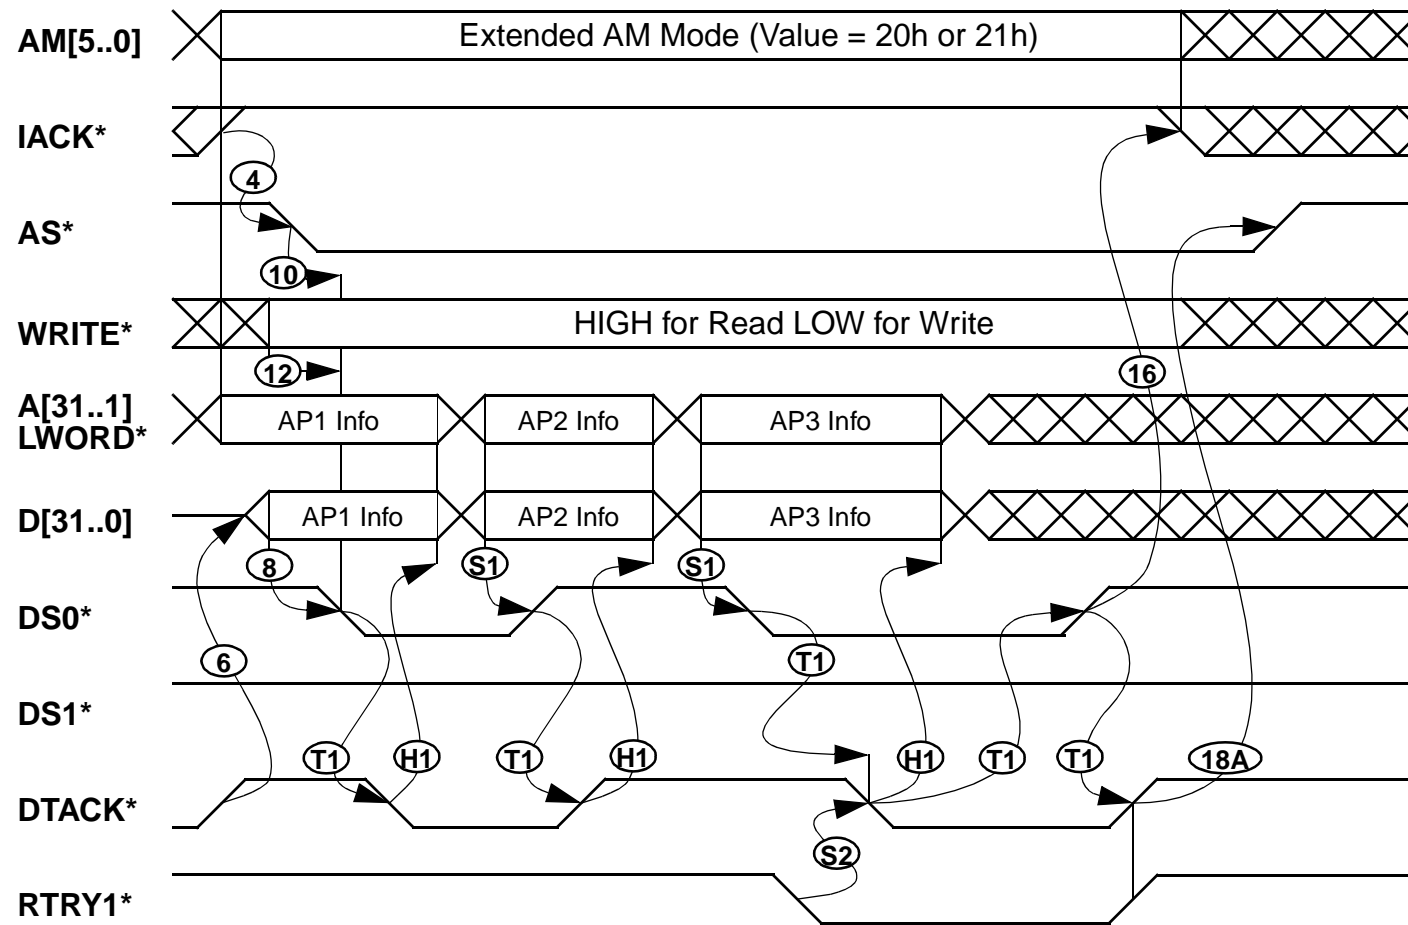 AM[5..0] Extended AM Mode (Value = 20h or 21h)
IACK*
4
AS*
10
WRITE* HIGH for Read LOW for Write
12 16
A[31..1]
LWORD* AP1 Info AP2 Info AP3 Info
D[31..0] AP1 Info AP2 Info AP3 Info
8 S1 S1
DS0*
6 T1
DS1*
T1 H1 T1 H1 H1 T1 T1 18A
DTACK*
S2
RTRY1*